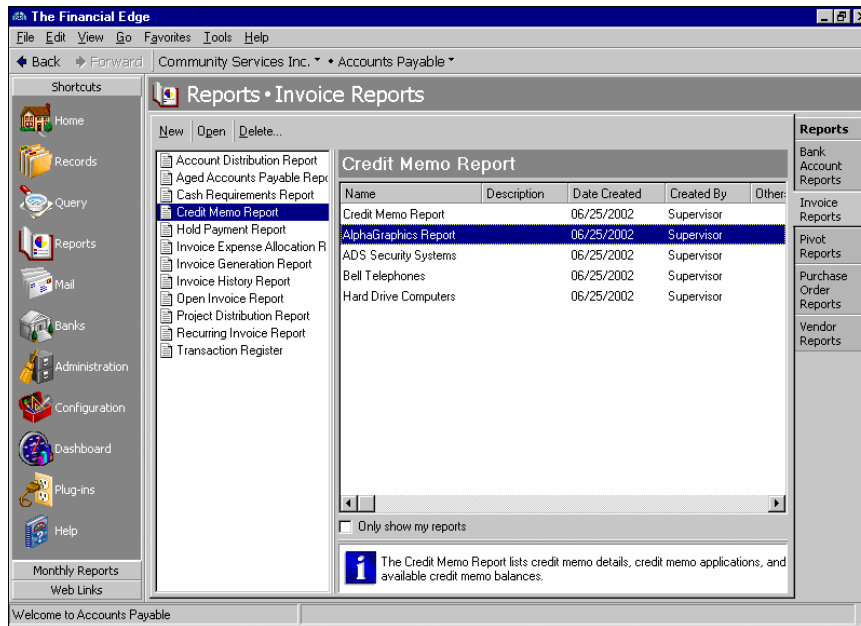 The Financial Edge
File Edit View Go Favorites Tools Help
Back Forward Community Services Inc. • Accounts Payable
Shortcuts
Home
Records
Query
Reports
Mail
Banks
Administration
Configuration
Dashboard
Plug-ins
Help
Monthly Reports
Web Links
Reports • Invoice Reports
New Open Delete...
Account Distribution Report
Aged Accounts Payable Repo
Cash Requirements Report
Credit Memo Report
Hold Payment Report
Invoice Expense Allocation R
Invoice Generation Report
Invoice History Report
Open Invoice Report
Project Distribution Report
Recurring Invoice Report
Transaction Register
Credit Memo Report
Name Description Date Created Created By Others
Credit Memo Report 06/25/2002 Supervisor
AlphaGraphics Report 06/25/2002 Supervisor
ADS Security Systems 06/25/2002 Supervisor
Bell Telephones 06/25/2002 Supervisor
Hard Drive Computers 06/25/2002 Supervisor
Only show my reports
The Credit Memo Report lists credit memo details, credit memo applications, and
available credit memo balances.
Reports
Bank
Account
Reports
Invoice
Reports
Pivot
Reports
Purchase
Order
Reports
Vendor
Reports
Welcome to Accounts Payable